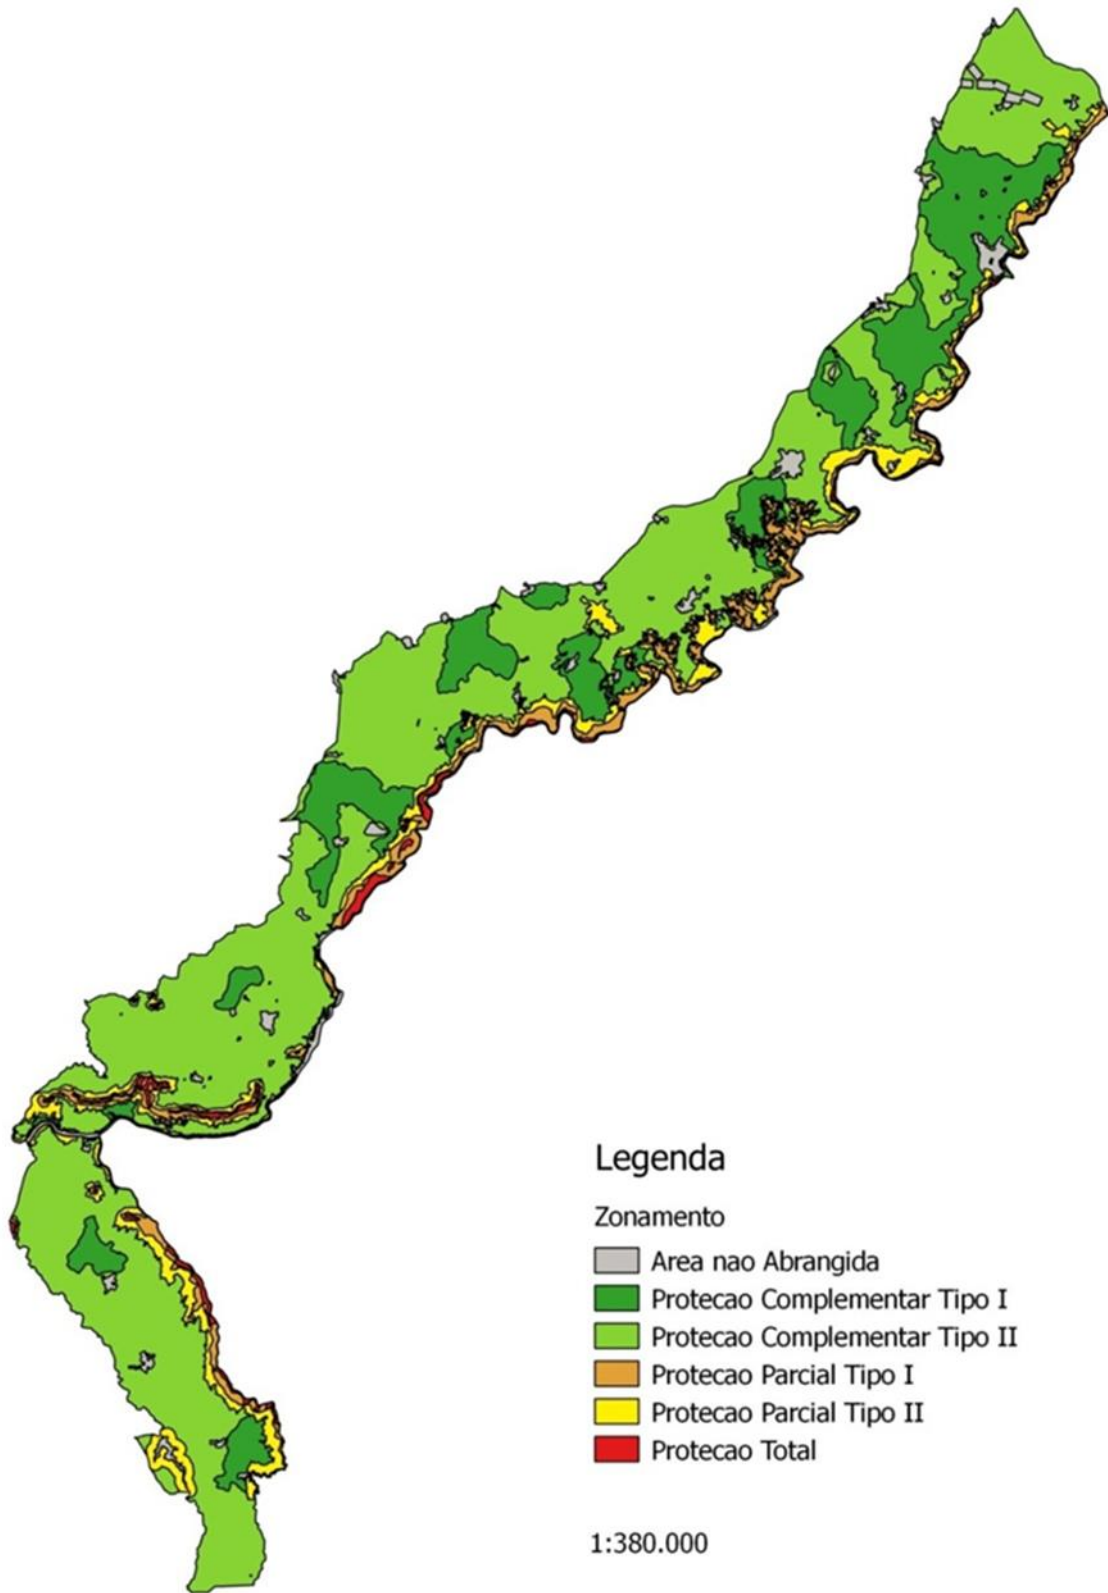 Legenda
Zonamento
Area nao Abrangida
Protecao Complementar Tipo I
Protecao Complementar Tipo II
Protecao Parcial Tipo I
Protecao Parcial Tipo II
Protecao Total
1:380.000